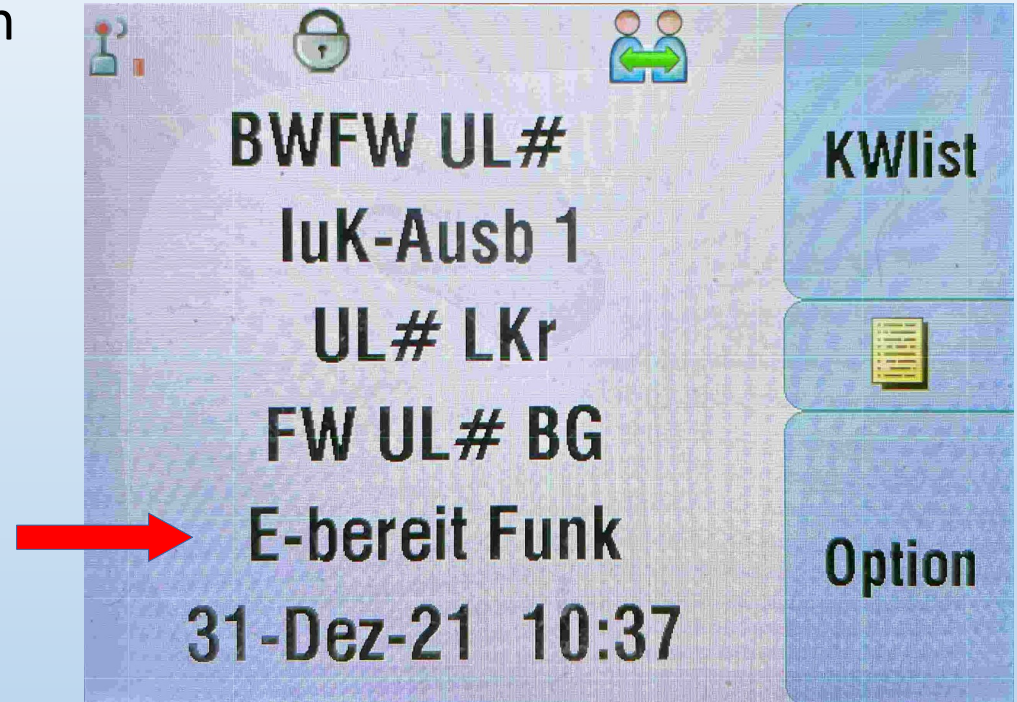 n
BWFW UL#
IuK-Ausb 1
UL# LKr
FW UL# BG
E-bereit Funk
31-Dez-21 10:37
KWlist
Option